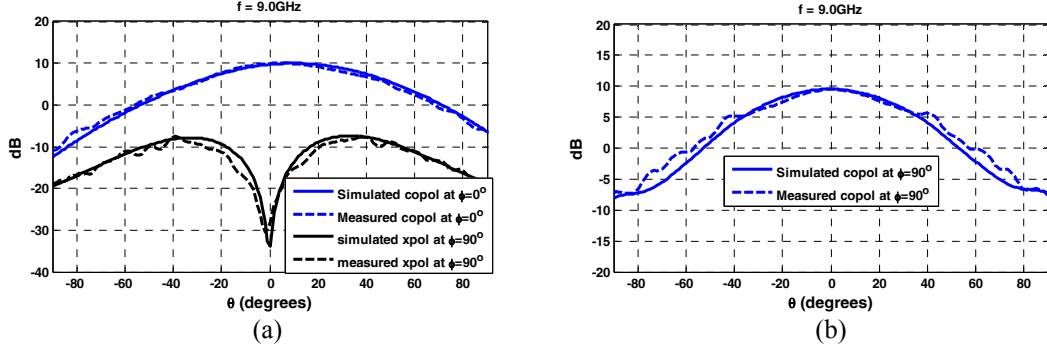 f = 9.0GHz
20
10
0
-10
-20
-30
-40
dB
-80 -60 -40 -20 0 20 40 60 80
θ (degrees)
Simulated copol at ϕ=0°
Measured copol at ϕ=0°
simulated xpol at ϕ=90°
measured xpol at ϕ=90°
(a)
f = 9.0GHz
20
15
10
5
0
-5
-10
-15
-20
dB
-80 -60 -40 -20 0 20 40 60 80
θ (degrees)
Simulated copol at ϕ=90°
Measured copol at ϕ=90°
(b)